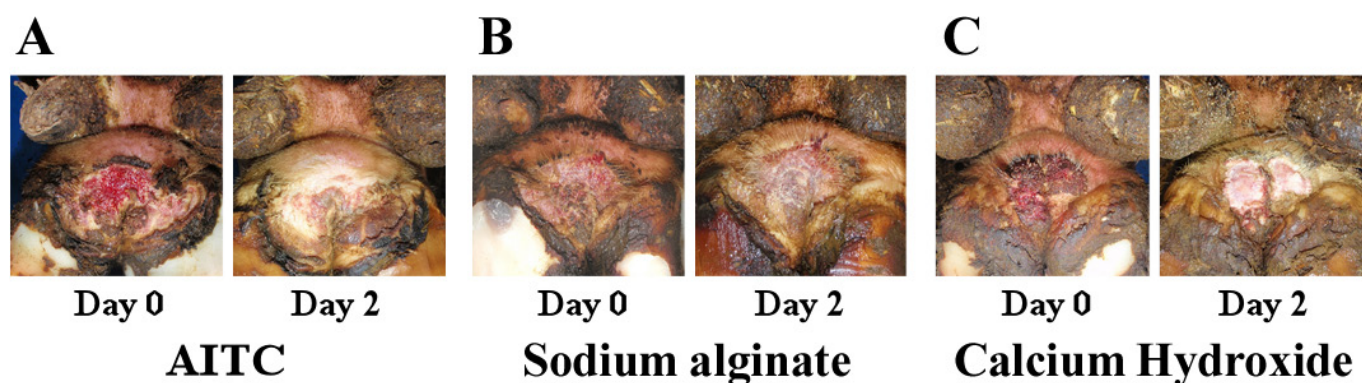 A
B
C
Day 0
Day 2
Day 0
Day 2
Day 0
Day 2
AITC
Sodium alginate
Calcium Hydroxide